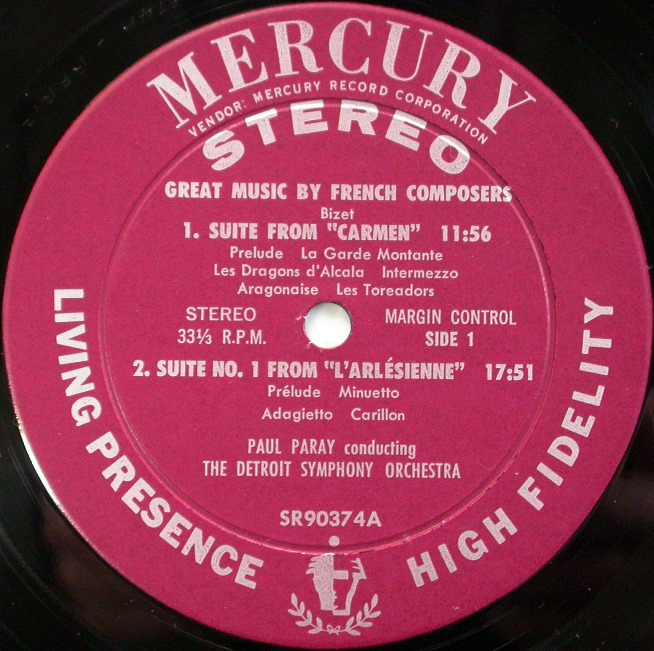 MERCURY
VENDOR: MERCURY RECORD CORPORATION
STEREO
GREAT MUSIC BY FRENCH COMPOSERS
Bizet
1. SUITE FROM "CARMEN" 11:56
Prelude La Garde Montante
Les Dragons d'Alcala Intermezzo
Aragonaise Les Toreadors
STEREO
33⅓ R.P.M.
MARGIN CONTROL
SIDE 1
2. SUITE NO. 1 FROM "L'ARLÉSIENNE" 17:51
Prélude Minuetto
Adagietto Carillon
PAUL PARAY conducting
THE DETROIT SYMPHONY ORCHESTRA
SR90374A
LIVING PRESENCE
HIGH FIDELITY